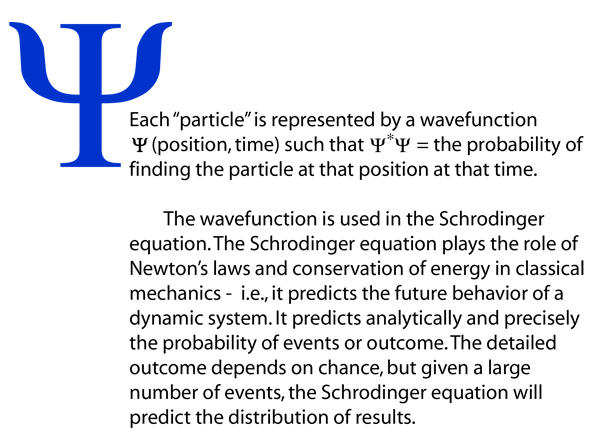 Ψ
Each “particle” is represented by a wavefunction
Ψ (position, time) such that Ψ*Ψ = the probability of
finding the particle at that position at that time.
The wavefunction is used in the Schrodinger
equation. The Schrodinger equation plays the role of
Newton’s laws and conservation of energy in classical
mechanics - i.e., it predicts the future behavior of a
dynamic system. It predicts analytically and precisely
the probability of events or outcome. The detailed
outcome depends on chance, but given a large
number of events, the Schrodinger equation will
predict the distribution of results.